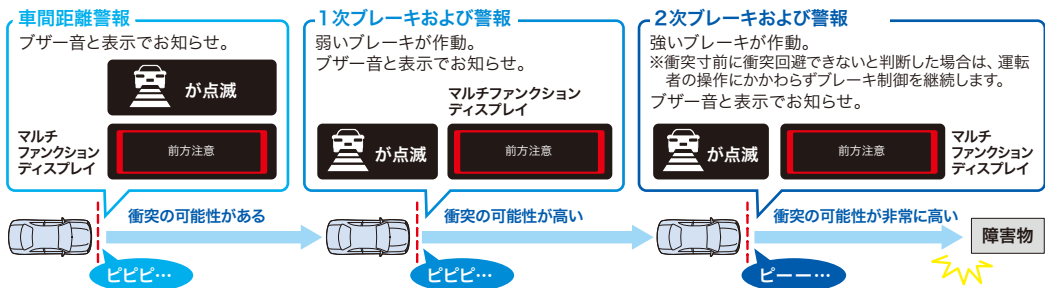 車間距離警報
ブザー音と表示でお知らせ。
が点滅
マルチ
ファンクション
ディスプレイ
前方注意
衝突の可能性がある
ピピピ…
1次ブレーキおよび警報
弱いブレーキが作動。
ブザー音と表示でお知らせ。
マルチファンクション
ディスプレイ
が点滅
前方注意
衝突の可能性が高い
ピピピ…
2次ブレーキおよび警報
強いブレーキが作動。
※衝突寸前に衝突回避できないと判断した場合は、運転
者の操作にかかわらずブレーキ制御を継続します。
ブザー音と表示でお知らせ。
が点滅
前方注意
マルチ
ファンクション
ディスプレイ
衝突の可能性が非常に高い
ピーー…
障害物